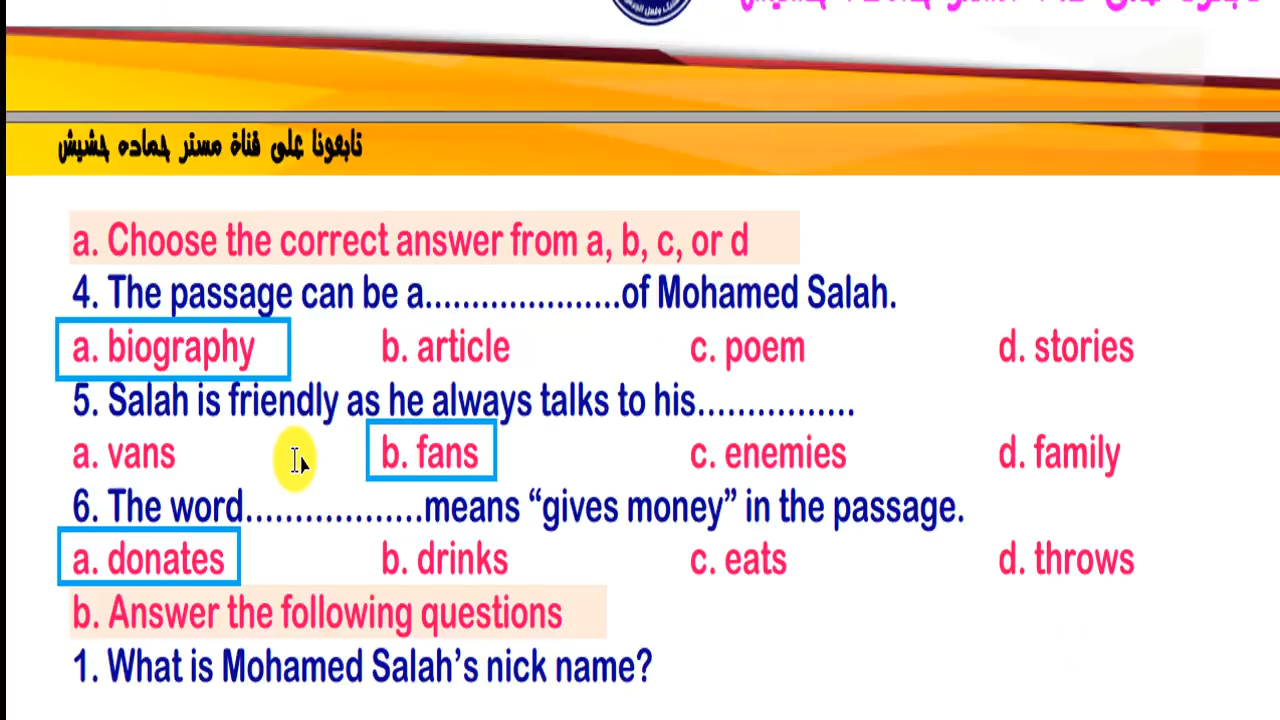 تابعونا على قناة مستر حماده حشيش
a. Choose the correct answer from a, b, c, or d
4. The passage can be a.....................of Mohamed Salah.
a. biography b. article c. poem d. stories
5. Salah is friendly as he always talks to his................
a. vans b. fans c. enemies d. family
6. The word..................means “gives money” in the passage.
a. donates b. drinks c. eats d. throws
b. Answer the following questions
1. What is Mohamed Salah’s nick name?